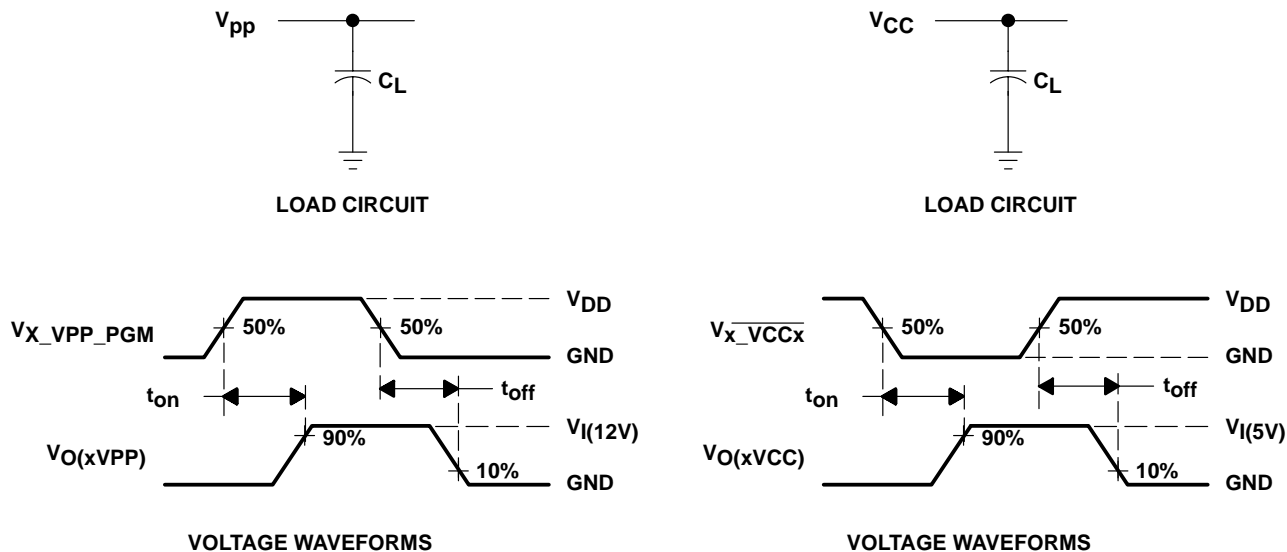 Vpp
CL
LOAD CIRCUIT
VCC
CL
LOAD CIRCUIT
VX_VPP_PGM
50%
50%
VDD
GND
ton
toff
VO(xVPP)
90%
10%
VI(12V)
GND
VOLTAGE WAVEFORMS
Vx_VCCx
50%
50%
VDD
GND
ton
toff
VO(xVCC)
90%
10%
VI(5V)
GND
VOLTAGE WAVEFORMS